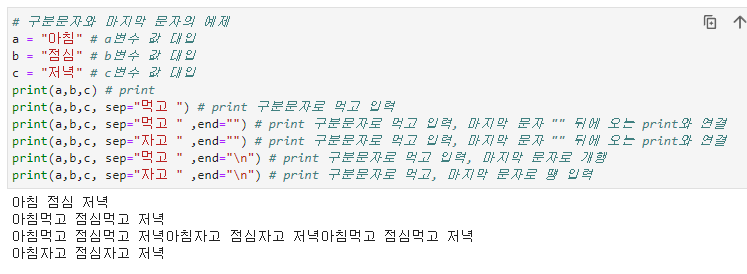 # 구분문자와 마지막 문자의 예제
a = "아침" # a변수 값 대입
b = "점심" # b변수 값 대입
c = "저녁" # c변수 값 대입
print(a,b,c) # print
print(a,b,c, sep="먹고 ") # print 구분문자로 먹고 입력
print(a,b,c, sep="먹고 " ,end="") # print 구분문자로 먹고 입력, 마지막 문자 "" 뒤에 오는 print와 연결
print(a,b,c, sep="자고 " ,end="") # print 구분문자로 먹고 입력, 마지막 문자 "" 뒤에 오는 print와 연결
print(a,b,c, sep="먹고 " ,end="\n") # print 구분문자로 먹고 입력, 마지막 문자로 개행
print(a,b,c, sep="자고 " ,end="\n") # print 구분문자로 먹고, 마지막 문자로 땡 입력
아침 점심 저녁
아침먹고 점심먹고 저녁
아침먹고 점심먹고 저녁아침자고 점심자고 저녁아침먹고 점심먹고 저녁
아침자고 점심자고 저녁